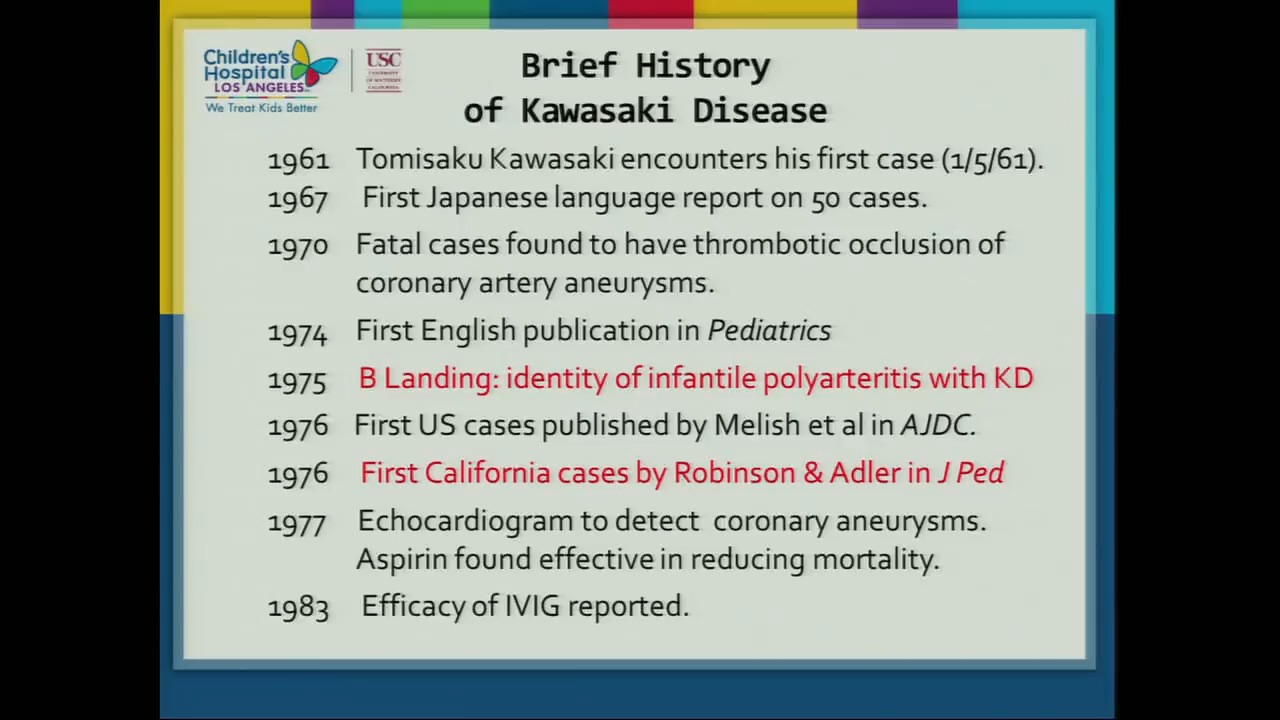 Children's
Hospital
LOS ANGELES
We Treat Kids Better
USC
UNIVERSITY
OF SOUTHERN
CALIFORNIA
Brief History
of Kawasaki Disease
1961 Tomisaku Kawasaki encounters his first case (1/5/61).
1967 First Japanese language report on 50 cases.
1970 Fatal cases found to have thrombotic occlusion of
coronary artery aneurysms.
1974 First English publication in Pediatrics
1975 B Landing: identity of infantile polyarteritis with KD
1976 First US cases published by Melish et al in AJDC.
1976 First California cases by Robinson & Adler in J Ped
1977 Echocardiogram to detect coronary aneurysms.
Aspirin found effective in reducing mortality.
1983 Efficacy of IVIG reported.